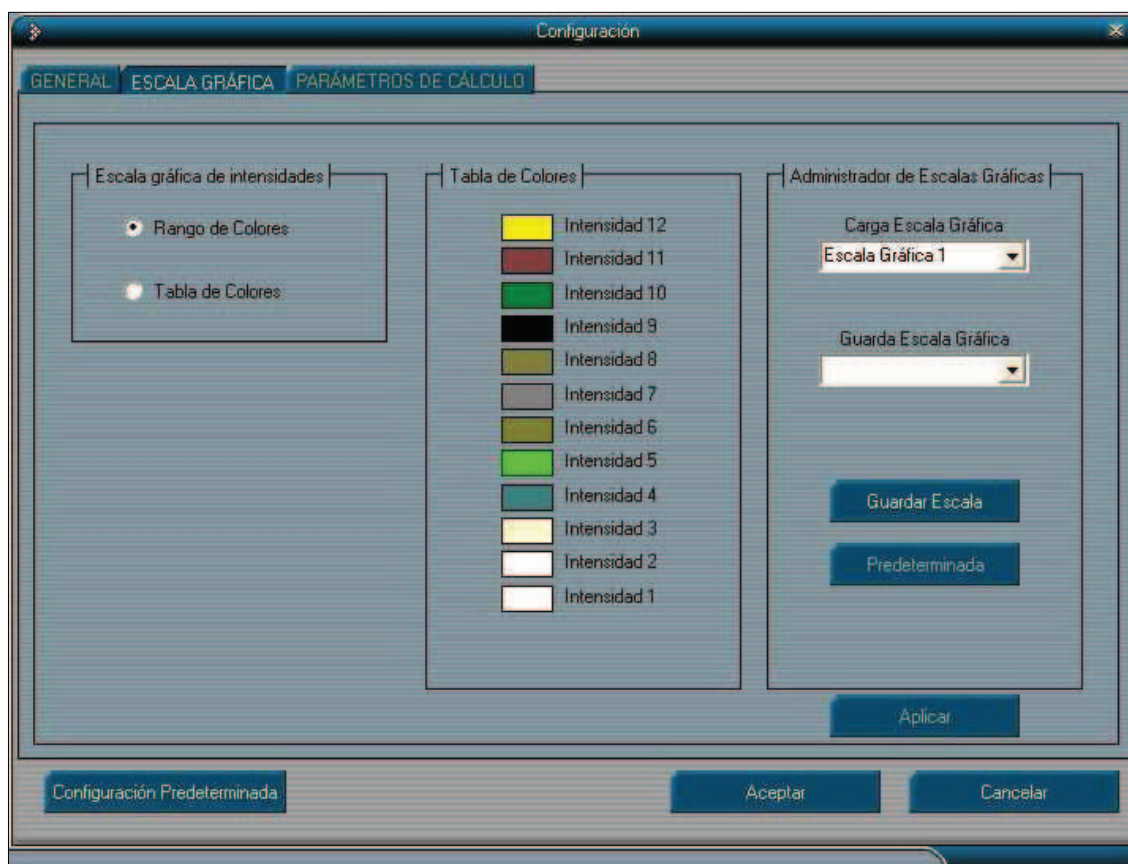 Configuración
GENERAL
ESCALA GRÁFICA
PARÁMETROS DE CÁLCULO
Escala gráfica de intensidades
Rango de Colores
Tabla de Colores
Tabla de Colores
Intensidad 12
Intensidad 11
Intensidad 10
Intensidad 9
Intensidad 8
Intensidad 7
Intensidad 6
Intensidad 5
Intensidad 4
Intensidad 3
Intensidad 2
Intensidad 1
Administrador de Escalas Gráficas
Carga Escala Gráfica
Escala Gráfica 1
Guarda Escala Gráfica
Guardar Escala
Predeterminada
Aplicar
Configuración Predeterminada
Aceptar
Cancelar